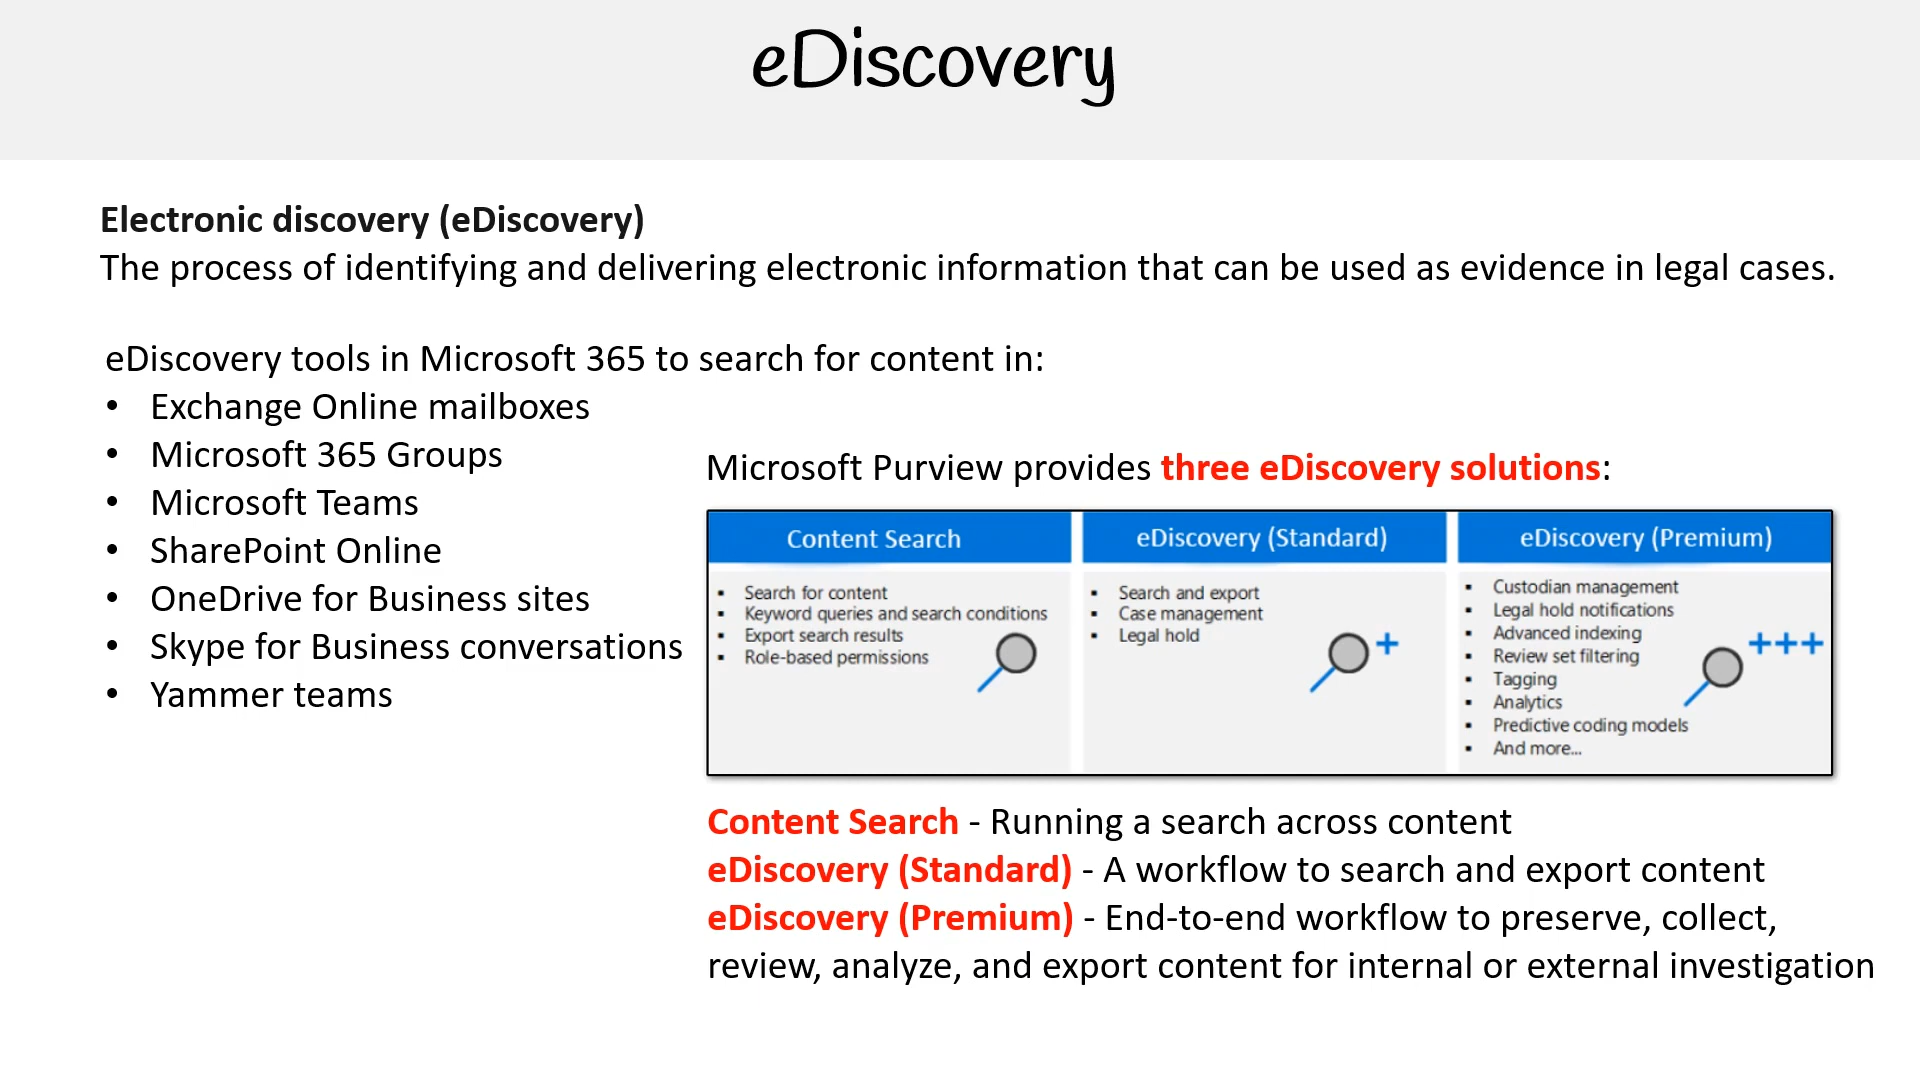 eDiscovery
Electronic discovery (eDiscovery)
The process of identifying and delivering electronic information that can be used as evidence in legal cases.
eDiscovery tools in Microsoft 365 to search for content in:
• Exchange Online mailboxes
• Microsoft 365 Groups
• Microsoft Teams
• SharePoint Online
• OneDrive for Business sites
• Skype for Business conversations
• Yammer teams
Microsoft Purview provides three eDiscovery solutions:
Content Search
▪ Search for content
▪ Keyword queries and search conditions
▪ Export search results
▪ Role-based permissions
eDiscovery (Standard)
▪ Search and export
▪ Case management
▪ Legal hold
+
eDiscovery (Premium)
▪ Custodian management
▪ Legal hold notifications
▪ Advanced indexing
▪ Review set filtering
▪ Tagging
▪ Analytics
▪ Predictive coding models
▪ And more...
+++
Content Search - Running a search across content
eDiscovery (Standard) - A workflow to search and export content
eDiscovery (Premium) - End-to-end workflow to preserve, collect,
review, analyze, and export content for internal or external investigation